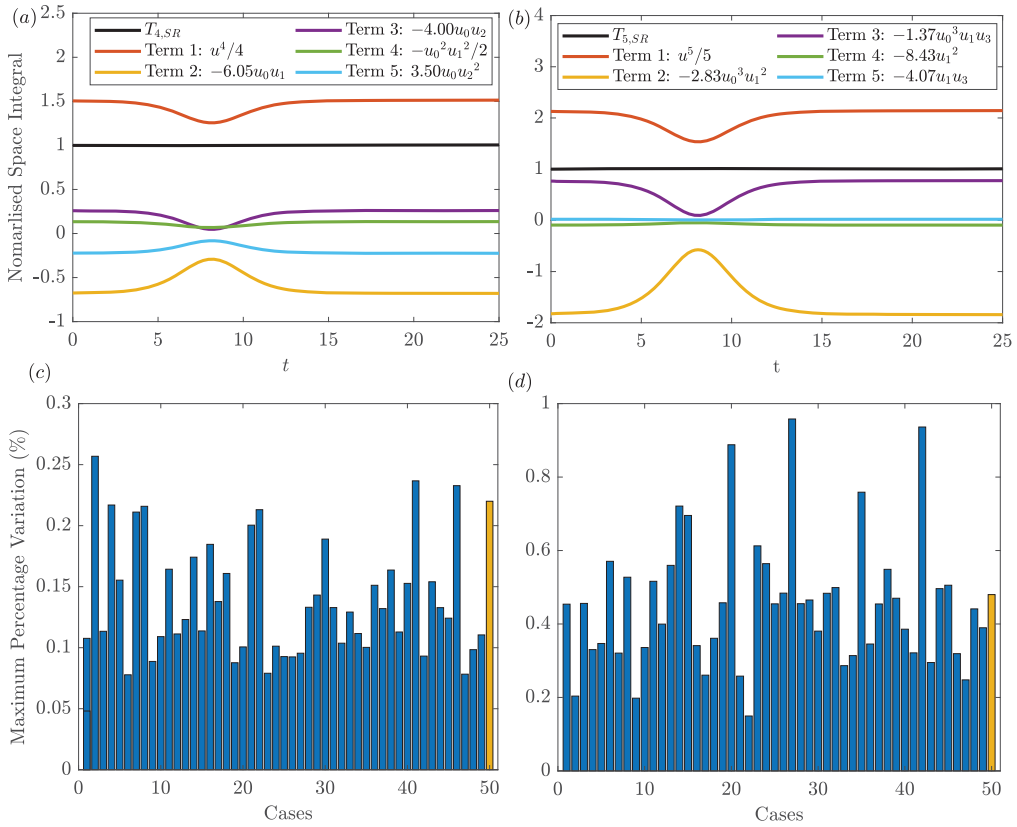 (a)
2.5
2
1.5
1
0.5
0
-0.5
-1
T₄,SR
Term 1: u⁴/4
Term 2: −6.05u₀u₁
Term 3: −4.00u₀u₂
Term 4: −u₀²u₁²/2
Term 5: 3.50u₀u₂²
Nonmarlised Space Integral
0 5 10 15 20 25
t
(b)
4
3
2
1
0
-1
-2
T₅,SR
Term 1: u⁵/5
Term 2: −2.83u₀³u₁²
Term 3: −1.37u₀³u₁u₃
Term 4: −8.43u₁²
Term 5: −4.07u₁u₃
0 5 10 15 20 25
t
(c)
0.3
0.25
0.2
0.15
0.1
0.05
0
Maximum Percentage Variation (%)
0 10 20 30 40 50
Cases
(d)
1
0.8
0.6
0.4
0.2
0
0 10 20 30 40 50
Cases